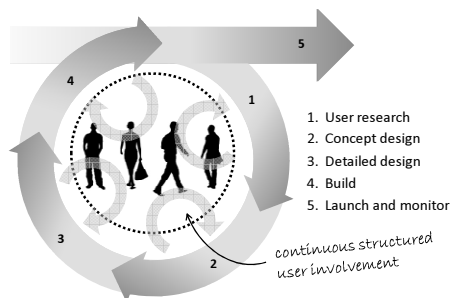 5
4
1
3
2
1. User research
2. Concept design
3. Detailed design
4. Build
5. Launch and monitor
continuous structured
user involvement